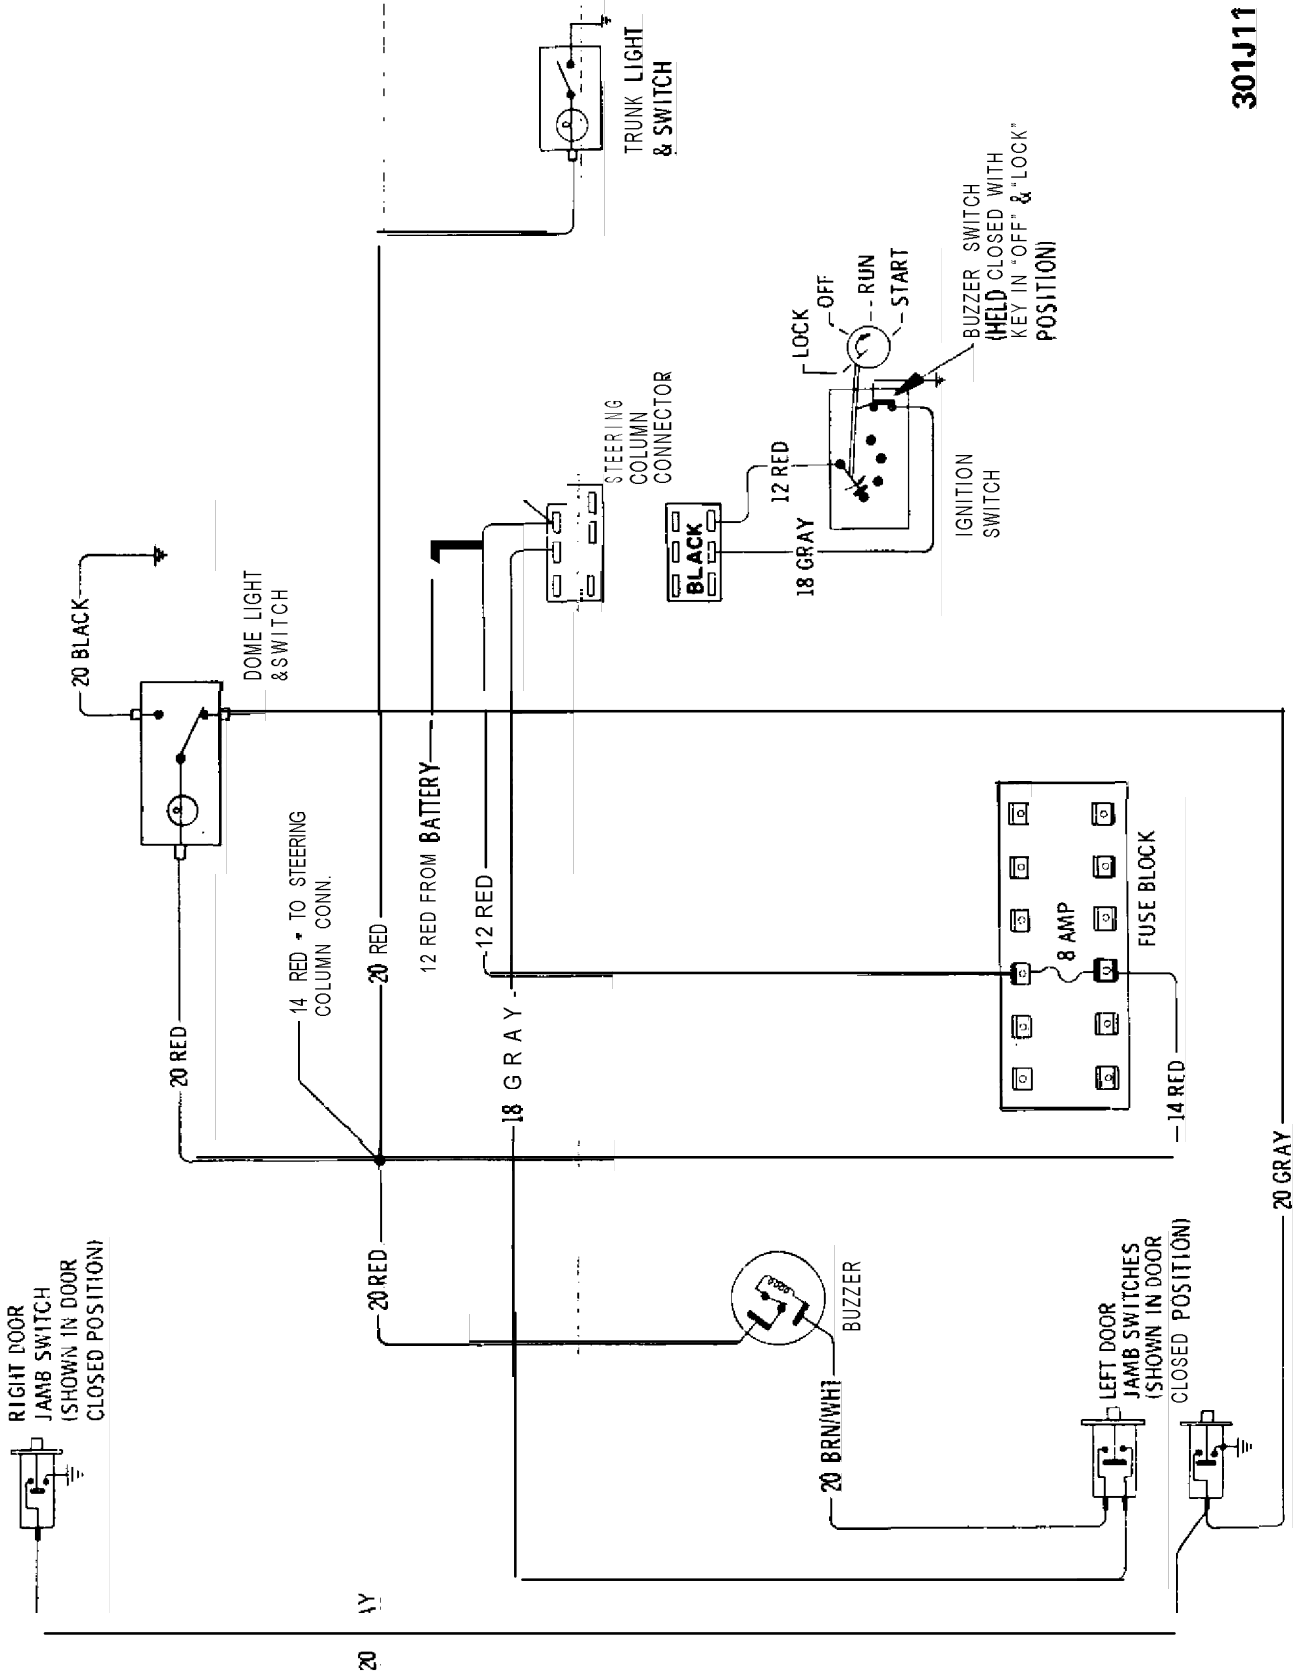 RIGHT DOOR
JAMB SWITCH
(SHOWN IN DOOR
CLOSED POSITION)
20 RED
20 BLACK
DOME LIGHT
&SWITCH
14 RED - TO STEERING
COLUMN CONN.
20
AY
20 RED
20 RED
12 RED FROM BATTERY
12 RED
18 GRAY
STEERING
COLUMN
CONNECTOR
TRUNK LIGHT
& SWITCH
BLACK
12 RED
18 GRAY
LOCK
OFF
RUN
START
IGNITION
SWITCH
BUZZER SWITCH
(HELD CLOSED WITH
KEY IN "OFF" & "LOCK"
POSITION)
BUZZER
20 BRN/WHT
8 AMP
FUSE BLOCK
14 RED
LEFT DOOR
JAMB SWITCHES
(SHOWN IN DOOR
CLOSED POSITION)
20 GRAY
301J11